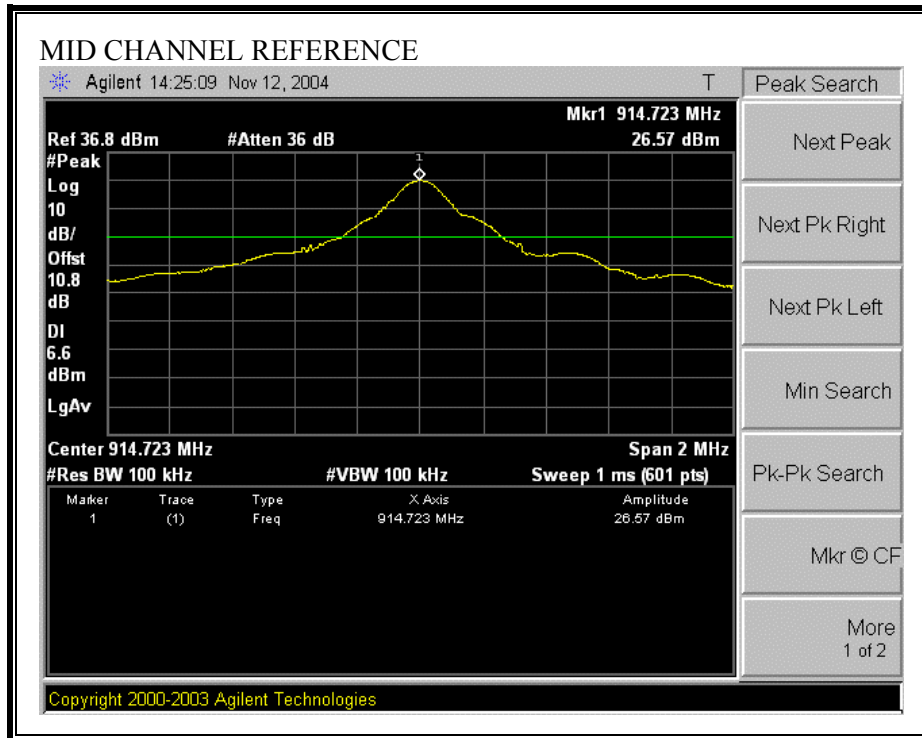 MID CHANNEL REFERENCE
Agilent 14:25:09 Nov 12, 2004 T
Peak Search
Mkr1 914.723 MHz
Ref 36.8 dBm #Atten 36 dB 26.57 dBm
#Peak
Log
10
dB/
Offst
10.8
dB
DI
6.6
dBm
LgAv
1
Center 914.723 MHz Span 2 MHz
#Res BW 100 kHz #VBW 100 kHz Sweep 1 ms (601 pts)
Marker Trace Type X Axis Amplitude
1 (1) Freq 914.723 MHz 26.57 dBm
Next Peak
Next Pk Right
Next Pk Left
Min Search
Pk-Pk Search
Mkr © CF
More
1 of 2
Copyright 2000-2003 Agilent Technologies